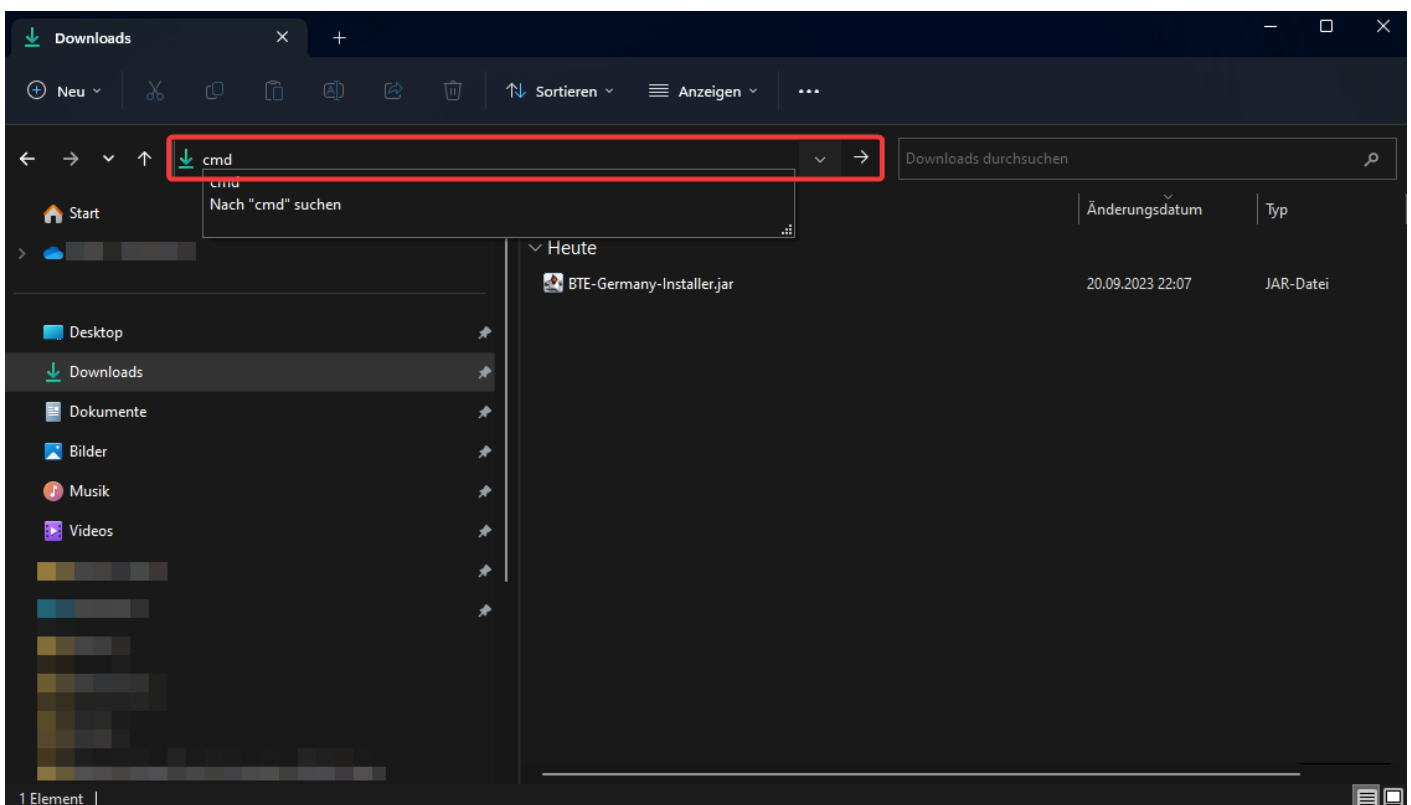 Downloads
Neu
Sortieren
Anzeigen
cmd
Downloads durchsuchen
cmd
Nach "cmd" suchen
Start
Änderungsdatum
Typ
Heute
BTE-Germany-Installer.jar
20.09.2023 22:07
JAR-Datei
Desktop
Downloads
Dokumente
Bilder
Musik
Videos
1 Element